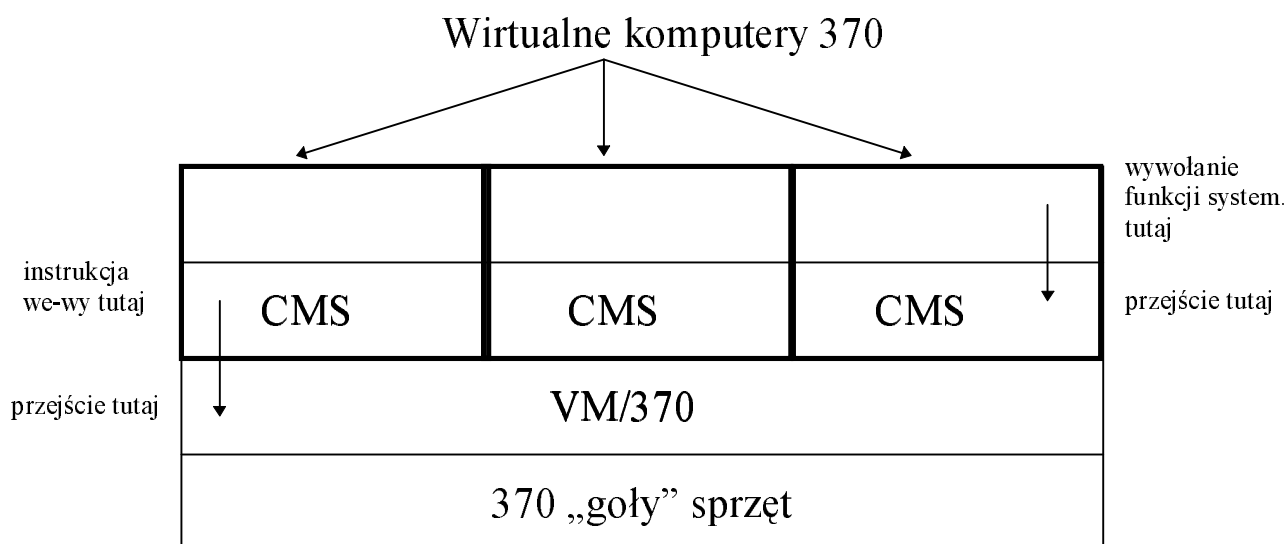 Wirtualne komputery 370
wywołanie
funkcji system.
tutaj
instrukcja
we-wy tutaj
CMS
CMS
CMS
przejście tutaj
przejście tutaj
VM/370
370 „goły” sprzęt